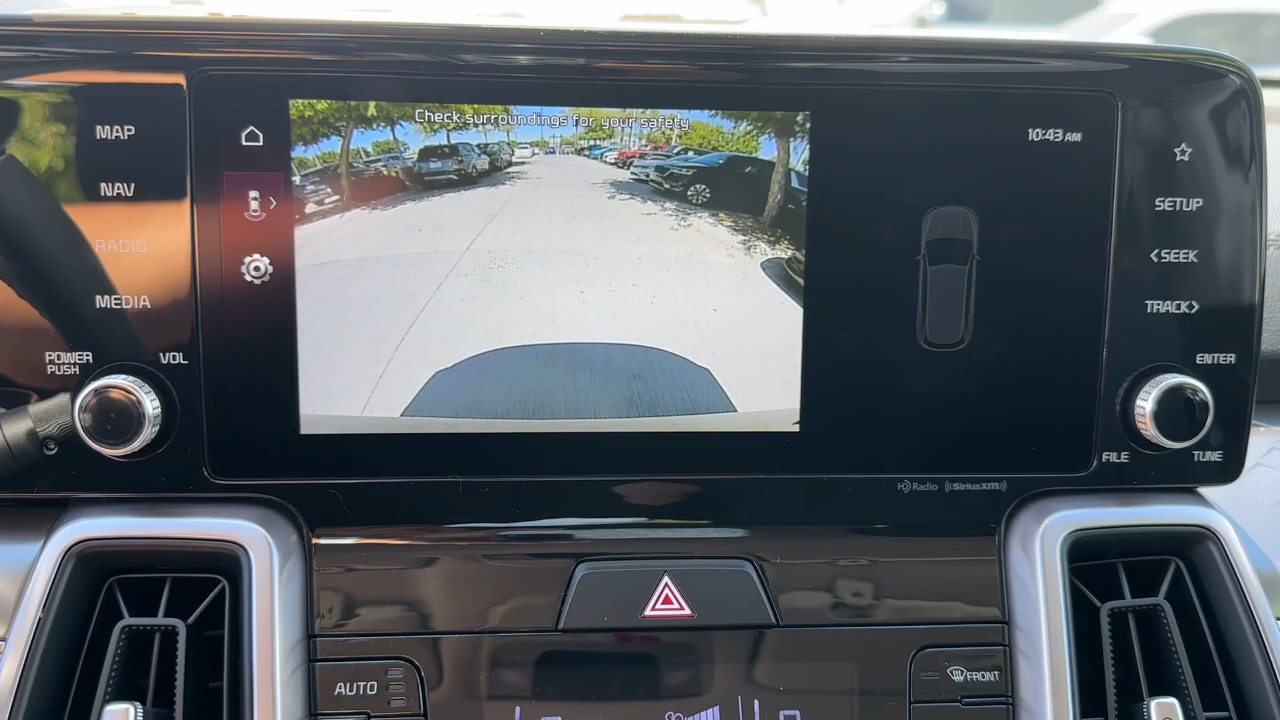 Check surroundings for your safety.
10:43 AM
MAP
NAV
RADIO
MEDIA
POWER
PUSH
VOL
SETUP
<SEEK
TRACK>
ENTER
FILE
TUNE
HD Radio
((SiriusXM))
AUTO
FRONT